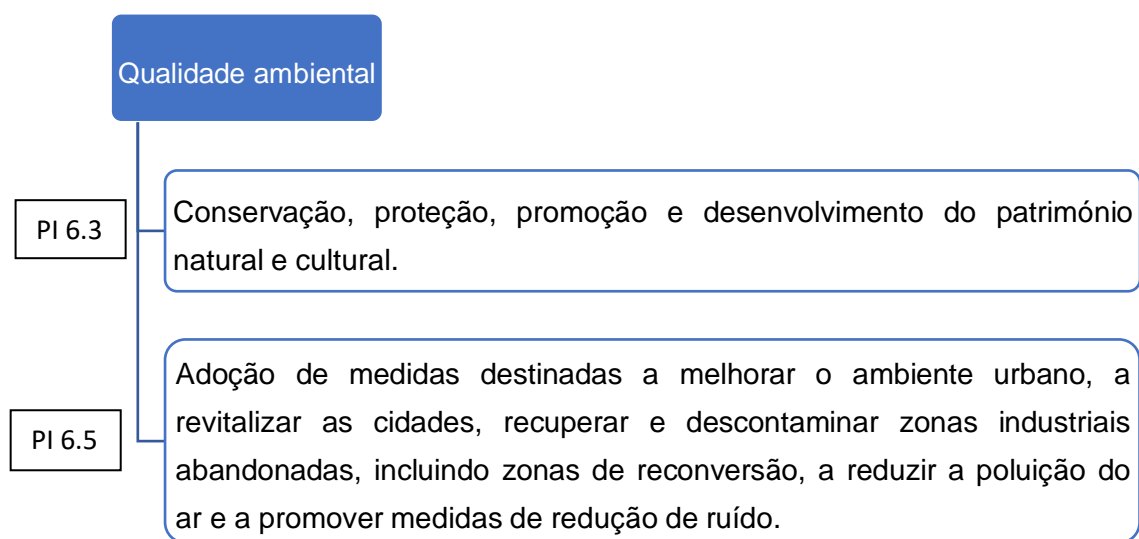 Qualidade ambiental
PI 6.3
Conservação, proteção, promoção e desenvolvimento do património
natural e cultural.
PI 6.5
Adoção de medidas destinadas a melhorar o ambiente urbano, a
revitalizar as cidades, recuperar e descontaminar zonas industriais
abandonadas, incluindo zonas de reconversão, a reduzir a poluição do
ar e a promover medidas de redução de ruído.